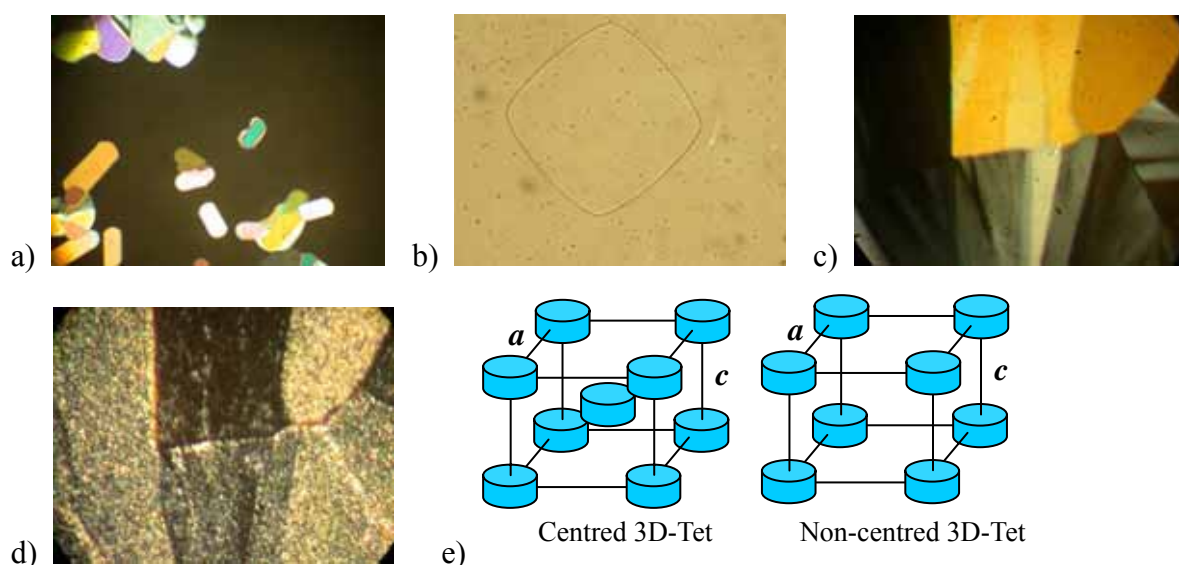 a)
b)
c)
d)
e)
a
c
a
c
Centred 3D-Tet
Non-centred 3D-Tet